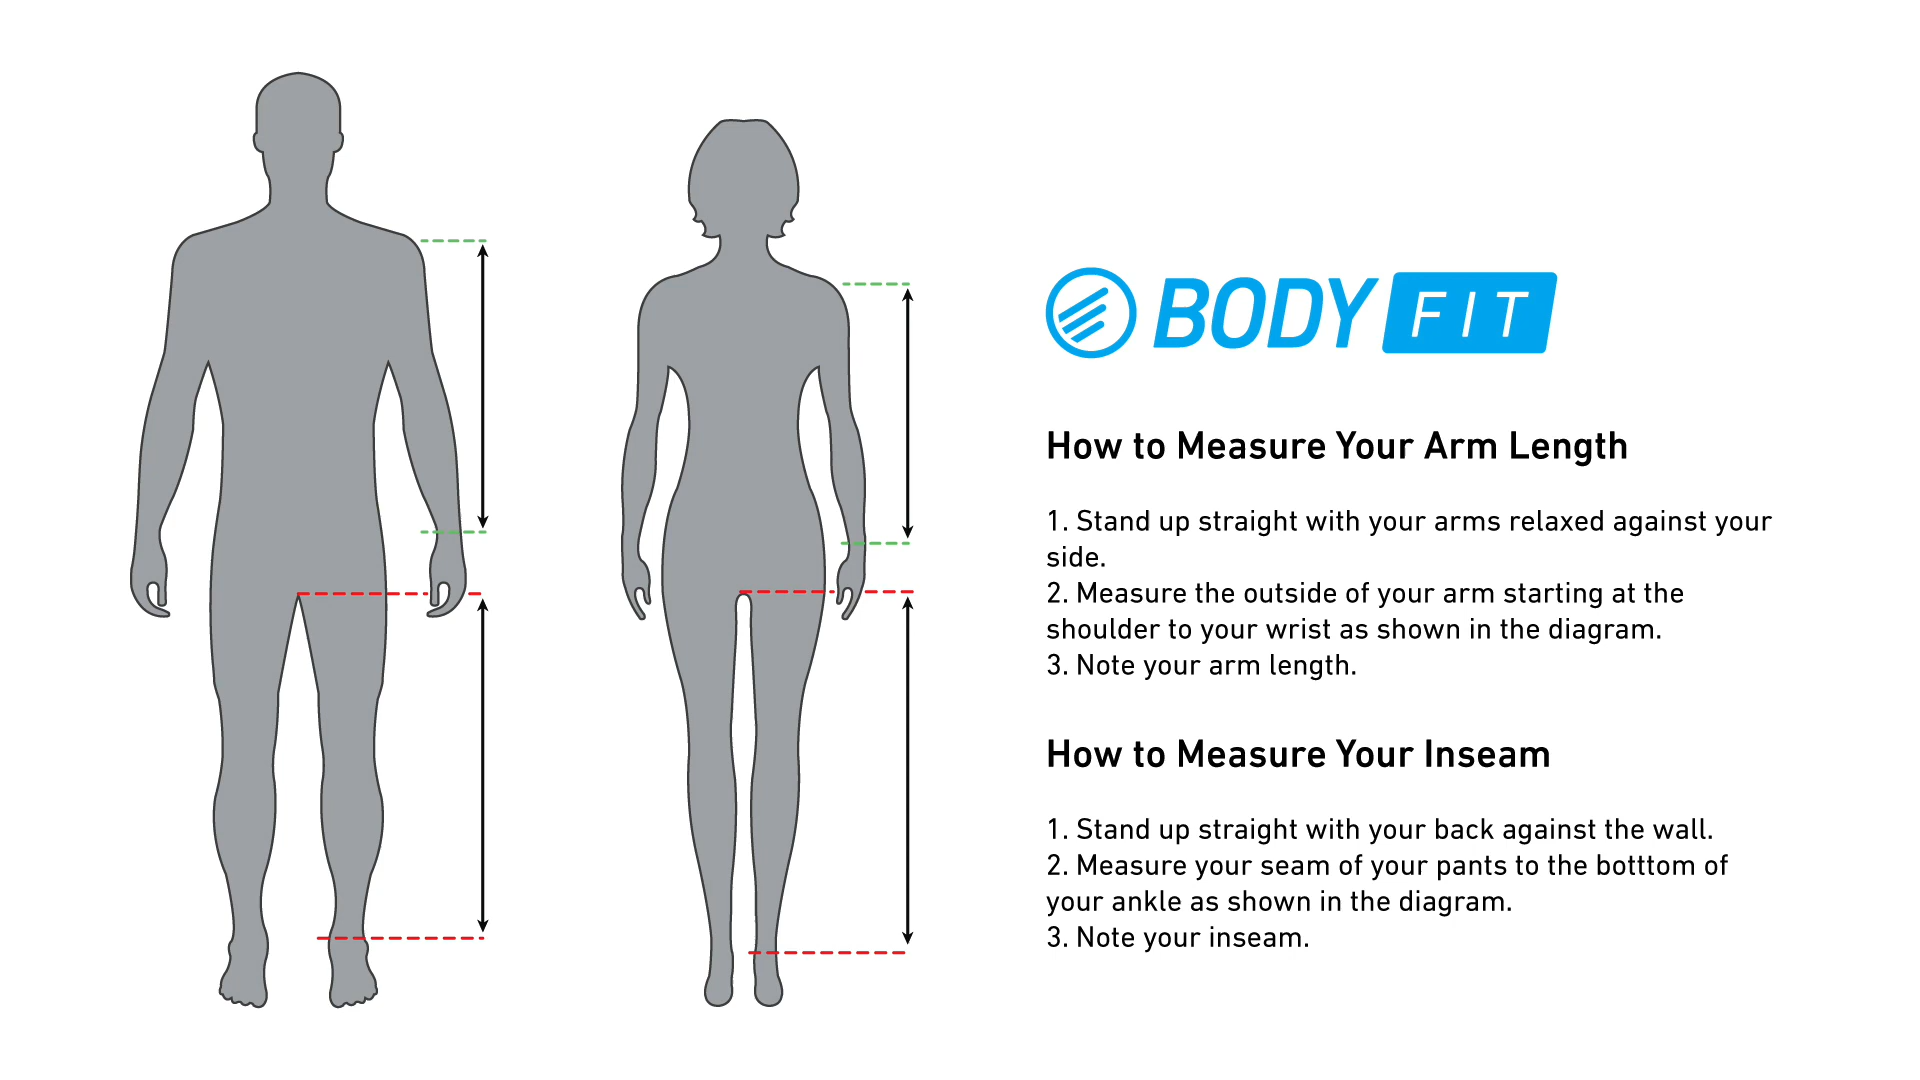 BODY FIT
How to Measure Your Arm Length
1. Stand up straight with your arms relaxed against your
side.
2. Measure the outside of your arm starting at the
shoulder to your wrist as shown in the diagram.
3. Note your arm length.
How to Measure Your Inseam
1. Stand up straight with your back against the wall.
2. Measure your seam of your pants to the botttom of
your ankle as shown in the diagram.
3. Note your inseam.